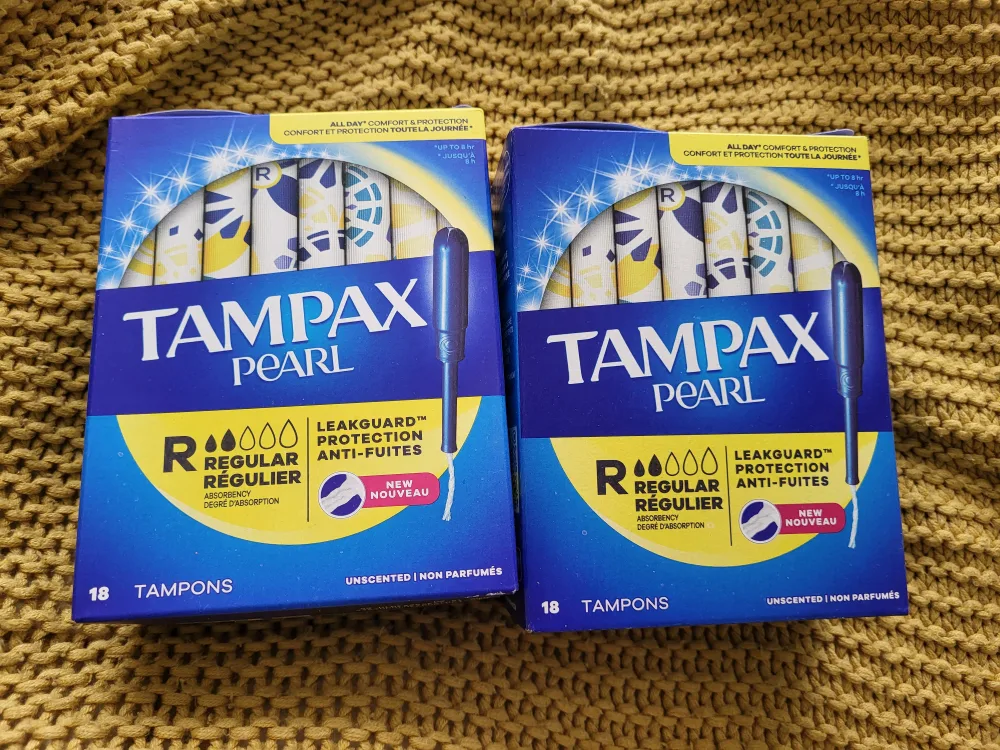 ALL DAY* COMFORT & PROTECTION
CONFORT ET PROTECTION TOUTE LA JOURNÉE*
*UP TO 8 hr
* JUSQU'À
8 h
R
TAMPAX
PEARL
R
REGULAR
RÉGULIER
ABSORBENCY
DEGRÉ D'ABSORPTION
LEAKGUARD™
PROTECTION
ANTI-FUITES
NEW
NOUVEAU
18 TAMPONS
UNSCENTED | NON PARFUMÉS
ALL DAY* COMFORT & PROTECTION
CONFORT ET PROTECTION TOUTE LA JOURNÉE*
*UP TO 8 hr
* JUSQU'À
8 h
R
TAMPAX
PEARL
R
REGULAR
RÉGULIER
ABSORBENCY
DEGRÉ D'ABSORPTION
LEAKGUARD™
PROTECTION
ANTI-FUITES
NEW
NOUVEAU
18 TAMPONS
UNSCENTED | NON PARFUMÉS